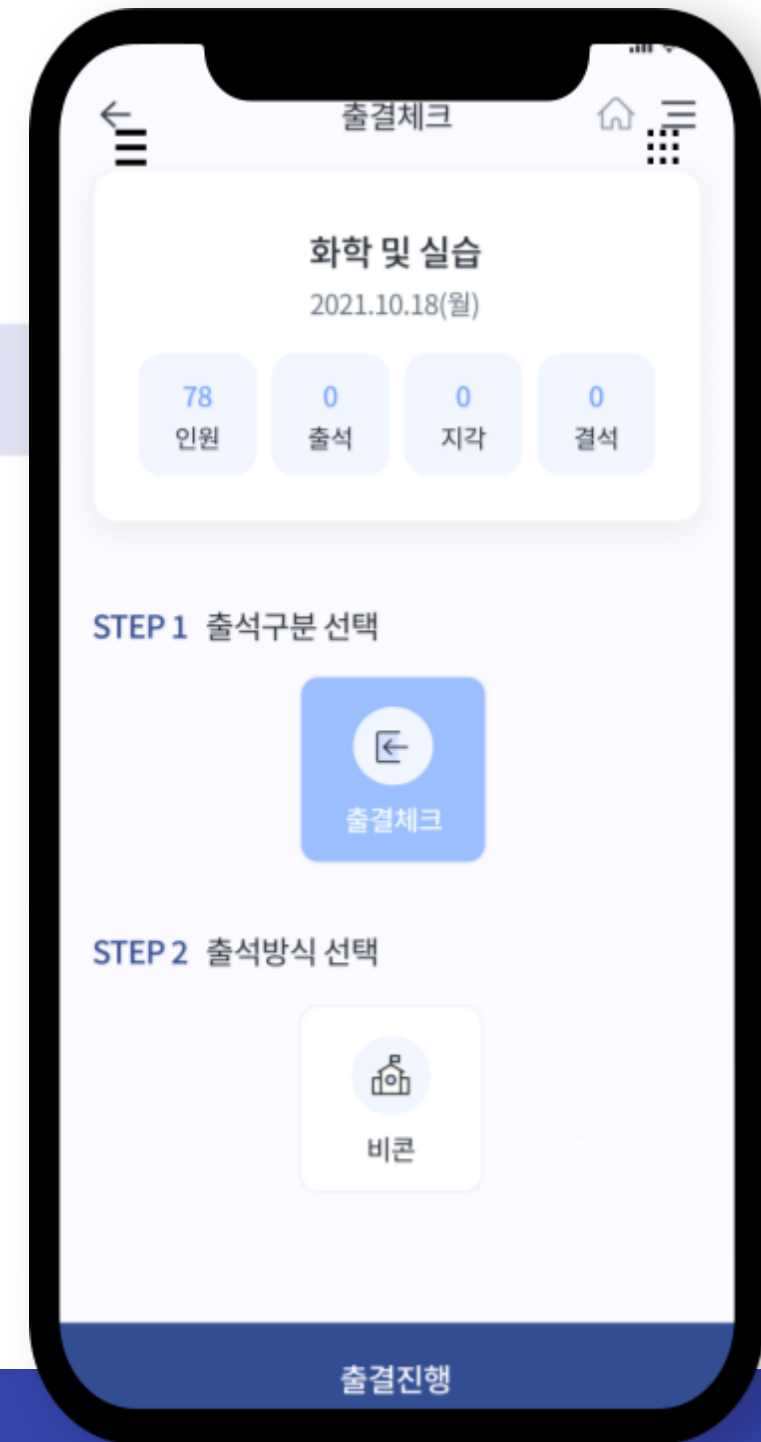 출결체크
화학 및 실습
2021.10.18(월)
78 0 0 0
인원 출석 지각 결석
STEP 1 출석구분 선택
출결체크
STEP 2 출석방식 선택
비콘
출결진행